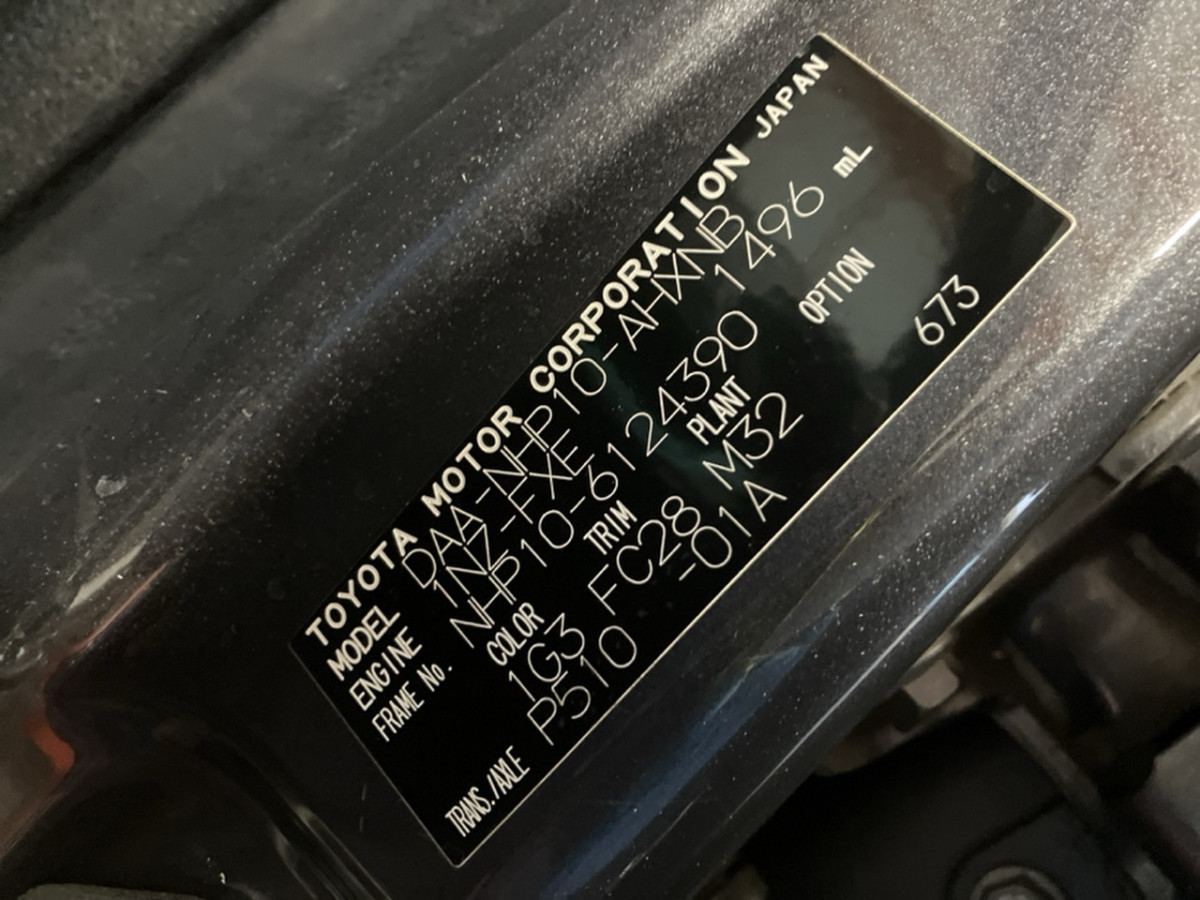 TOYOTA MOTOR CORPORATION JAPAN
MODEL DAA-NHP10-AHXNB
ENGINE 1NZ-FXE 1496 mL
FRAME No. NHP10-6124390
COLOR TRIM PLANT OPTION
1G3 FC28 M32 673
TRANS./AXLE P510 -01A